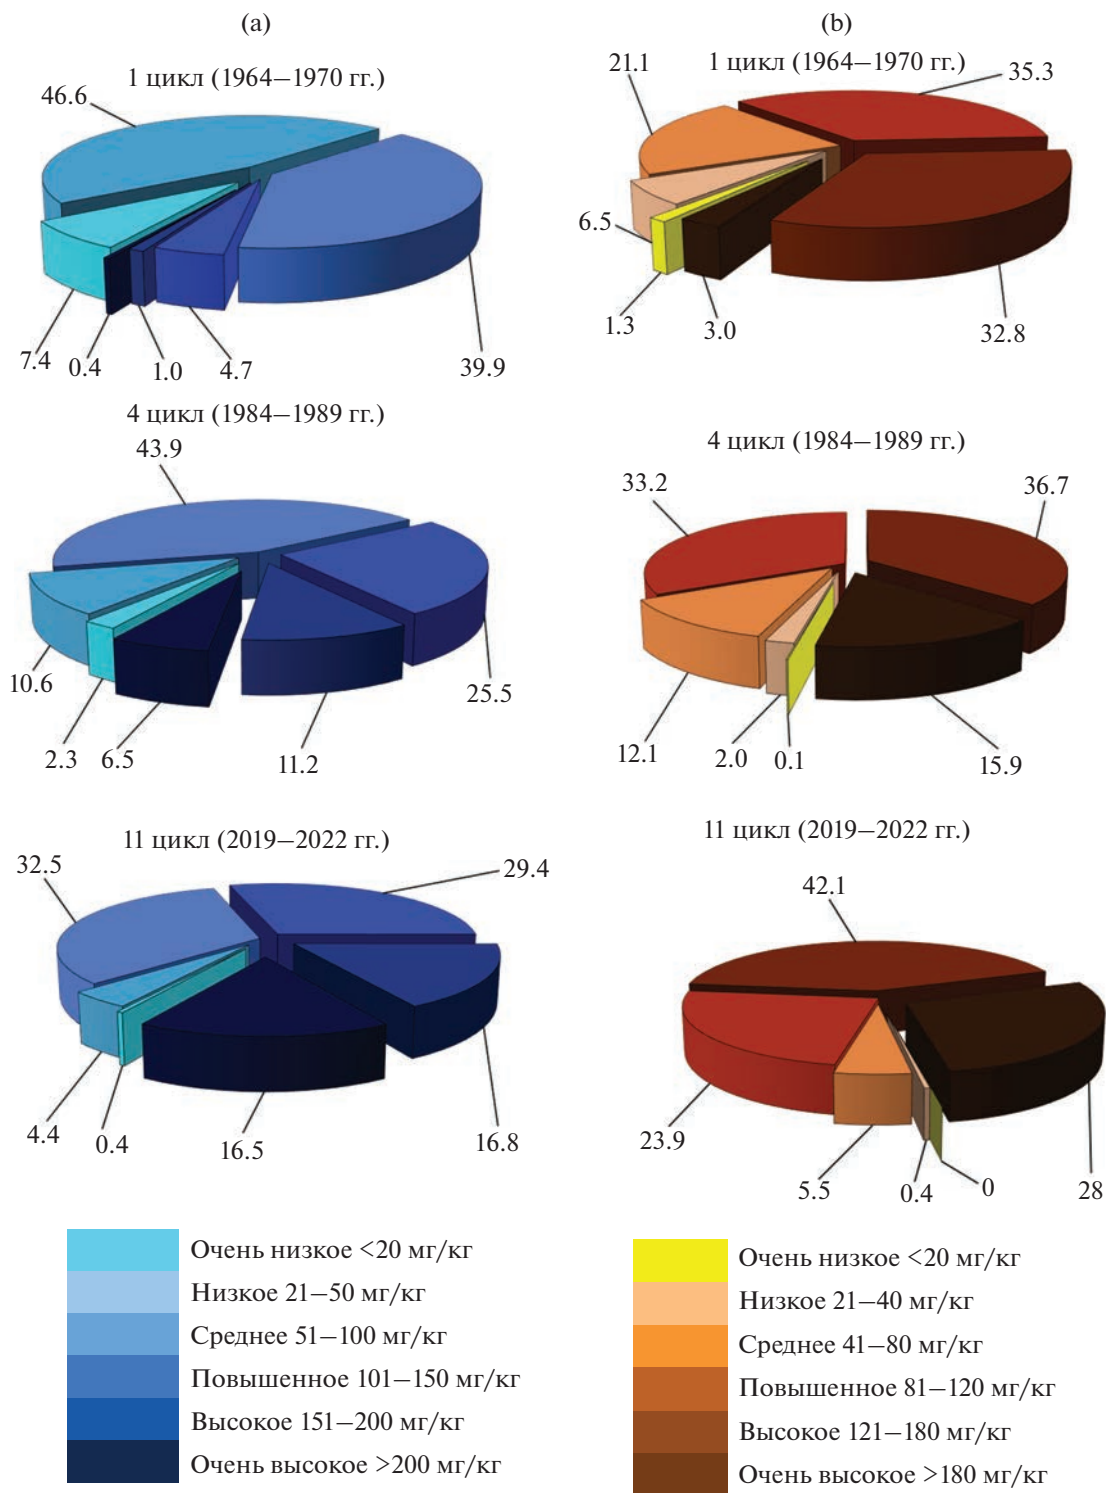 (a)
1 цикл (1964–1970 гг.)
46.6
7.4
0.4
1.0
4.7
39.9
4 цикл (1984–1989 гг.)
43.9
10.6
2.3
6.5
11.2
25.5
11 цикл (2019–2022 гг.)
32.5
29.4
4.4
0.4
16.5
16.8
Очень низкое <20 мг/кг
Низкое 21–50 мг/кг
Среднее 51–100 мг/кг
Повышенное 101–150 мг/кг
Высокое 151–200 мг/кг
Очень высокое >200 мг/кг
(b)
1 цикл (1964–1970 гг.)
21.1
35.3
6.5
1.3
3.0
32.8
4 цикл (1984–1989 гг.)
33.2
36.7
12.1
2.0
0.1
15.9
11 цикл (2019–2022 гг.)
42.1
23.9
5.5
0.4
0
28
Очень низкое <20 мг/кг
Низкое 21–40 мг/кг
Среднее 41–80 мг/кг
Повышенное 81–120 мг/кг
Высокое 121–180 мг/кг
Очень высокое >180 мг/кг